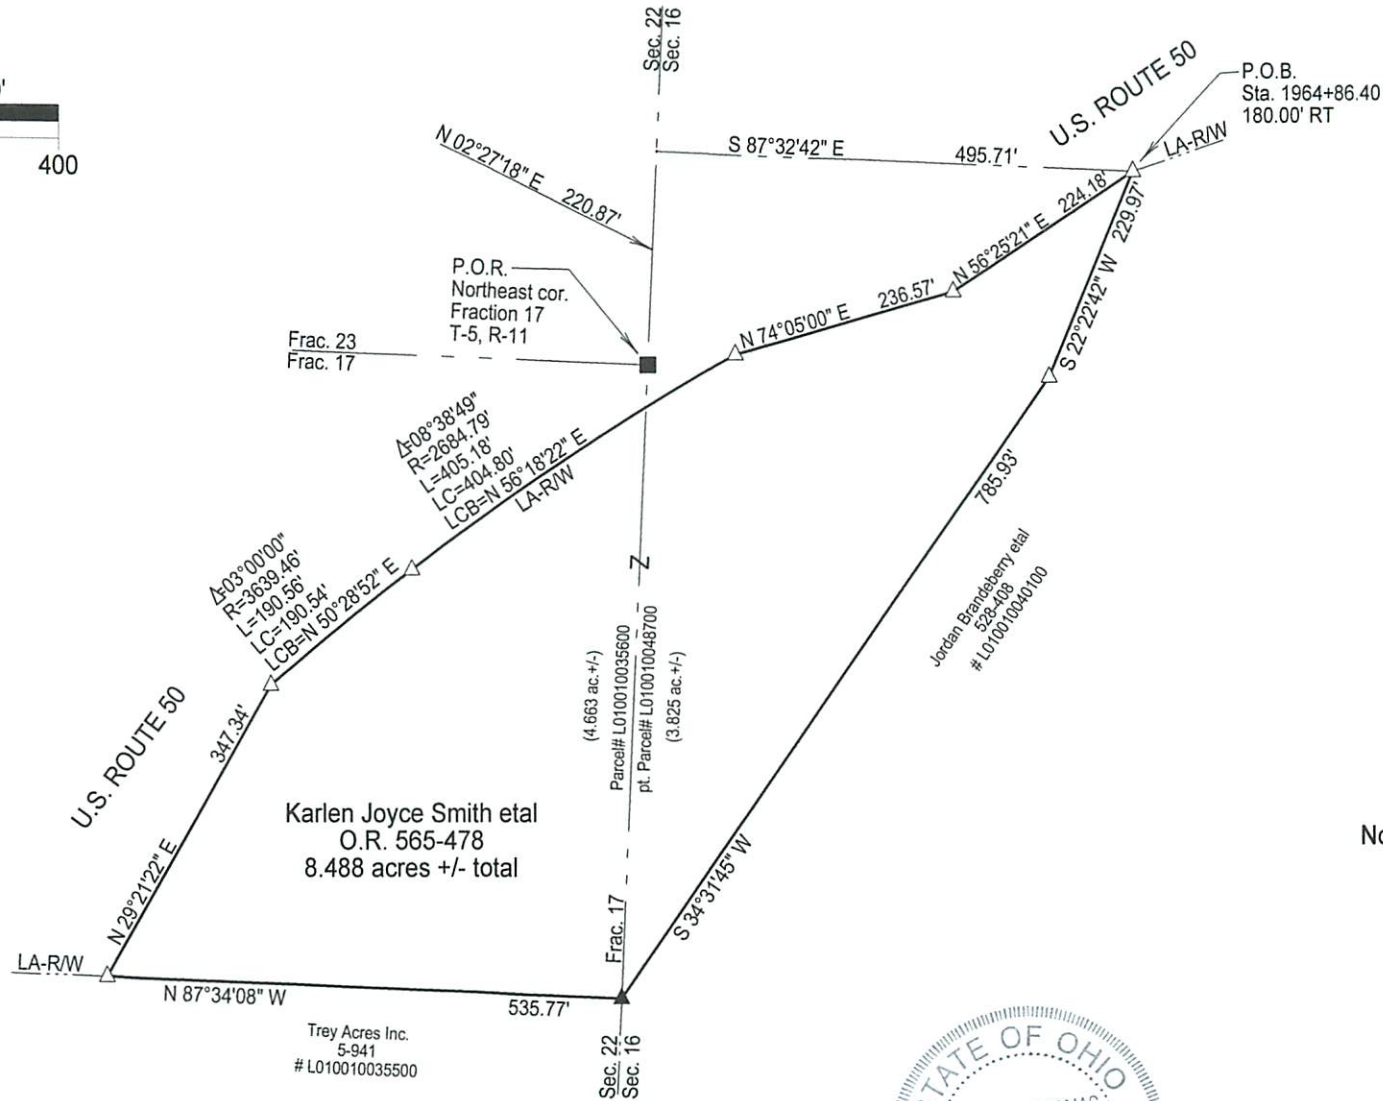 Sec. 22
Sec. 16
U.S. ROUTE 50
P.O.B.
Sta. 1964+86.40
180.00' RT
LA-R/W
400
N 02°27'18" E 220.87'
S 87°32'42" E 495.71'
N 56°25'21" E 224.18'
S 22°22'42" W 229.97'
P.O.R.
Northeast cor.
Fraction 17
T-5, R-11
Frac. 23
Frac. 17
N 74°05'00" E 236.57'
Δ=08°38'49"
R=2684.79'
L=405.18'
LC=404.80'
LCB=N 56°18'22" E
LA-R/W
Δ=03°00'00"
R=3639.46'
L=190.56'
LC=190.54'
LCB=N 50°28'52" E
Z
785.93'
Jordan Brandeberry etal
528-408
# L010010040100
(4.663 ac.+/-)
Parcel# L010010035600
pt. Parcel# L010010048700
(3.825 ac.+/-)
U.S. ROUTE 50
347.34'
Karlen Joyce Smith etal
O.R. 565-478
8.488 acres +/- total
N 29°21'22" E
S 34°31'45" W
Frac. 17
LA-R/W
N 87°34'08" W 535.77'
Trey Acres Inc.
5-941
# L010010035500
Sec. 22
Sec. 16
STATE OF OHIO